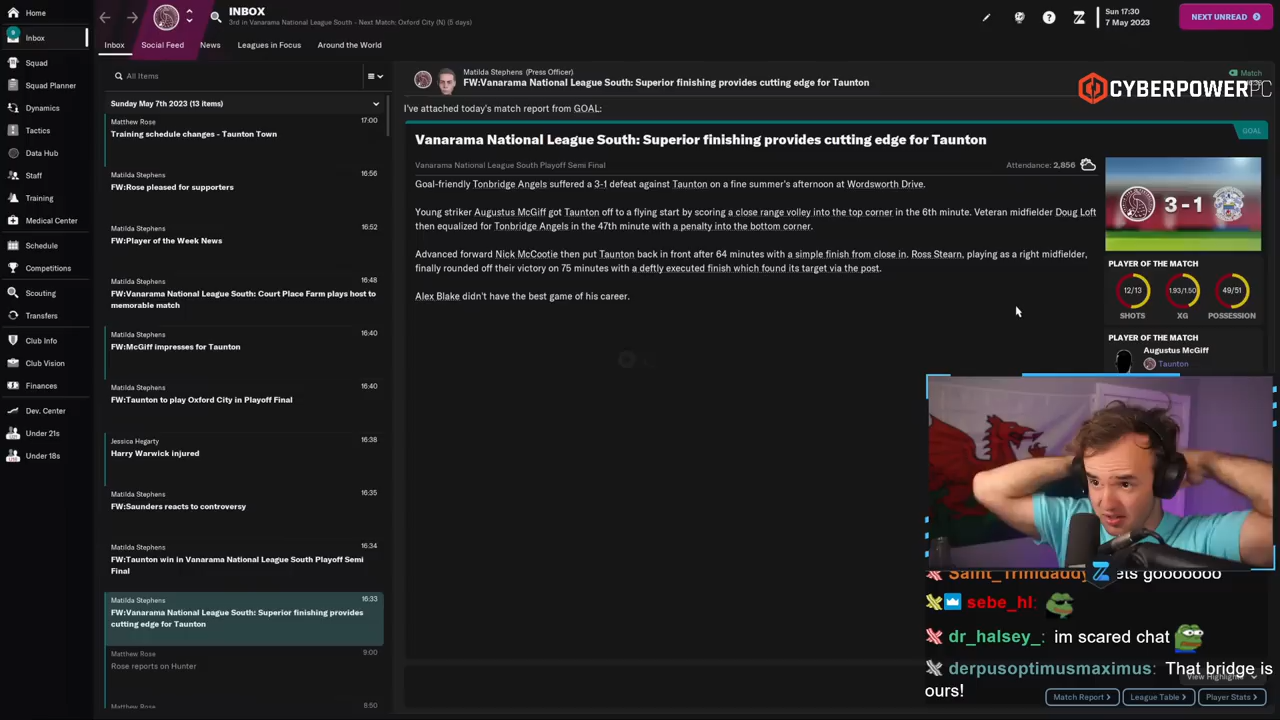 Home
Inbox
Squad
Squad Planner
Dynamics
Tactics
Data Hub
Staff
Training
Medical Center
Schedule
Competitions
Scouting
Transfers
Club Info
Club Vision
Finances
Dev. Center
Under 21s
Under 18s
INBOX
3rd in Vanarama National League South - Next Match: Oxford City (N) (5 days)
Sun 17:30
7 May 2023
NEXT UNREAD
Inbox
Social Feed
News
Leagues in Focus
Around the World
All Items
Sunday May 7th 2023 (13 items)
Matthew Rose 17:00
Training schedule changes - Taunton Town
Matilda Stephens 16:56
FW:Rose pleased for supporters
Matilda Stephens 16:52
FW:Player of the Week News
Matilda Stephens 16:48
FW:Vanarama National League South: Court Place Farm plays host to
memorable match
Matilda Stephens 16:40
FW:McGiff impresses for Taunton
Matilda Stephens 16:40
FW:Taunton to play Oxford City in Playoff Final
Jessica Hegarty 16:38
Harry Warwick injured
Matilda Stephens 16:35
FW:Saunders reacts to controversy
Matilda Stephens 16:34
FW:Taunton win in Vanarama National League South Playoff Semi
Final
Matilda Stephens 16:33
FW:Vanarama National League South: Superior finishing provides
cutting edge for Taunton
Matthew Rose 9:00
Rose reports on Hunter
Matthew Rose 8:50
Matilda Stephens (Press Officer)
FW:Vanarama National League South: Superior finishing provides cutting edge for Taunton
Match
CYBERPOWERPC
I've attached today's match report from GOAL:
GOAL
Vanarama National League South: Superior finishing provides cutting edge for Taunton
Vanarama National League South Playoff Semi Final
Attendance: 2,856
Goal-friendly Tonbridge Angels suffered a 3-1 defeat against Taunton on a fine summer's afternoon at Wordsworth Drive.
Young striker Augustus McGiff got Taunton off to a flying start by scoring a close range volley into the top corner in the 6th minute. Veteran midfielder Doug Loft
then equalized for Tonbridge Angels in the 47th minute with a penalty into the bottom corner.
Advanced forward Nick McCootie then put Taunton back in front after 64 minutes with a simple finish from close in. Ross Stearn, playing as a right midfielder,
finally rounded off their victory on 75 minutes with a deftly executed finish which found its target via the post.
Alex Blake didn't have the best game of his career.
3-1
PLAYER OF THE MATCH
12/13
1.93/1.50
49/51
SHOTS
XG
POSSESSION
PLAYER OF THE MATCH
Augustus McGiff
Taunton
Saint_Trinidaddy ets gooooooo
sebe_hl:
dr_halsey_: im scared chat
derpusoptimusmaximus: That bridge is
ours!
View Highlights
Match Report
League Table
Player Stats